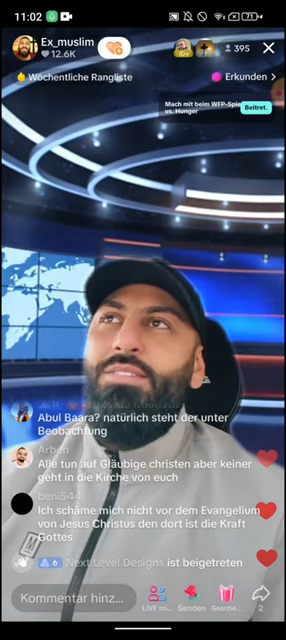 11:02
71
Ex_muslim
12.6K
395
Wöchentliche Rangliste
Erkunden >
Mach mit beim WFP-Spie
vs. Hunger
Beitret.
Abul Baara? natürlich steht der unter
Beobachtung
Arben
Alle tun auf Gläubige christen aber keiner
geht in die Kirche von euch
beni544
Ich schäme mich nicht vor dem Evangelium
von Jesus Christus den dort ist die Kraft
Gottes
6 Next Level Designs ist beigetreten
Kommentar hinz...
LIVE mi...
Senden
Gesche...
2